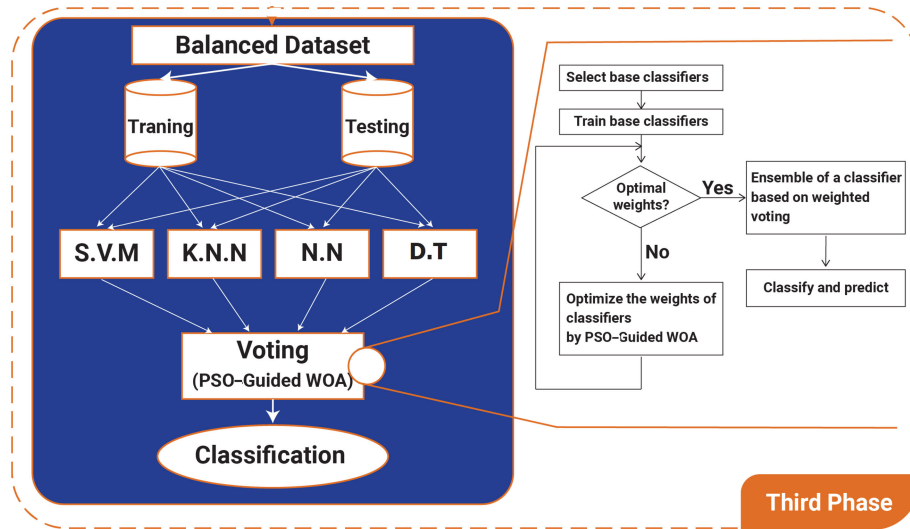 Balanced Dataset
Traning
Testing
S.V.M
K.N.N
N.N
D.T
Voting
(PSO–Guided WOA)
Classification
Select base classifiers
Train base classifiers
Optimal
weights?
Yes
No
Ensemble of a classifier
based on weighted
voting
Classify and predict
Optimize the weights of
classifiers
by PSO–Guided WOA
Third Phase